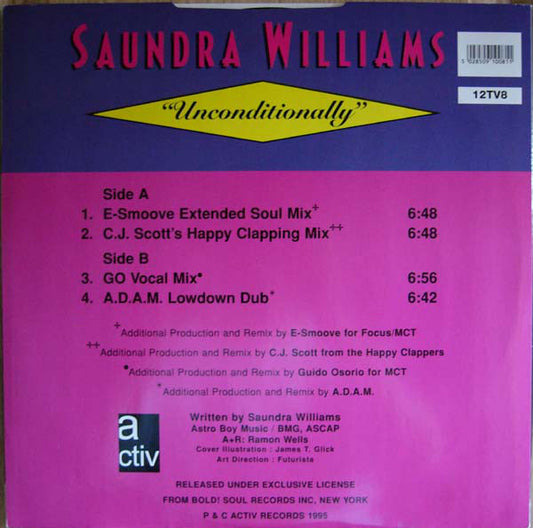 SAUNDRA WILLIAMS
5 028509 100811
12TV8
"Unconditionally"
Side A
1. E-Smoove Extended Soul Mix+ 6:48
2. C.J. Scott's Happy Clapping Mix++ 6:48
Side B
3. GO Vocal Mix• 6:56
4. A.D.A.M. Lowdown Dub* 6:42
+Additional Production and Remix by E-Smoove for Focus/MCT
++Additional Production and Remix by C.J. Scott from the Happy Clappers
•Additional Production and Remix by Guido Osorio for MCT
*Additional Production and Remix by A.D.A.M.
a
ctiv
Written by Saundra Williams
Astro Boy Music / BMG, ASCAP
A+R: Ramon Wells
Cover Illustration : James T. Glick
Art Direction : Futurista
RELEASED UNDER EXCLUSIVE LICENSE
FROM BOLD! SOUL RECORDS INC, NEW YORK
P & C ACTIV RECORDS 1995